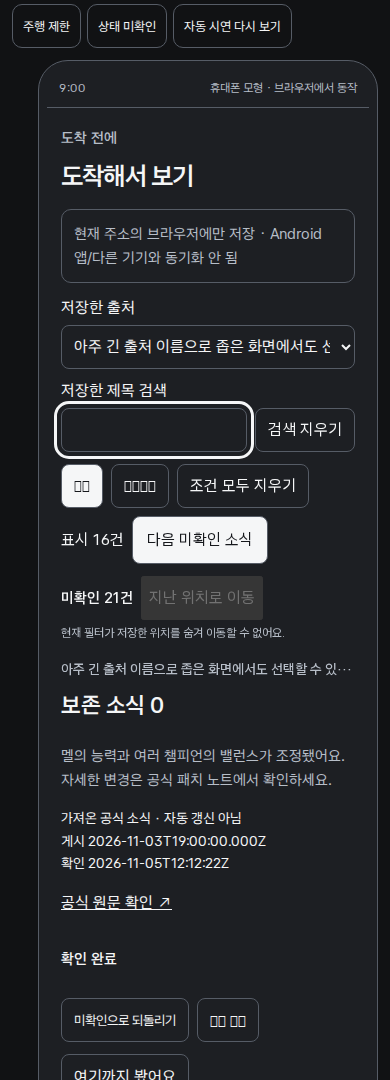 주행 제한 상태 미확인 자동 시연 다시 보기
9:00 휴대폰 모형 · 브라우저에서 동작
도착 전에
도착해서 보기
현재 주소의 브라우저에만 저장 · Android
앱/다른 기기와 동기화 안 됨
저장한 출처
아주 긴 출처 이름으로 좁은 화면에서도
저장한 제목 검색
검색 지우기
조건 모두 지우기
표시 16건 다음 미확인 소식
미확인 21건 지난 위치로 이동
현재 필터가 저장한 위치를 숨겨 이동할 수 없어요.
아주 긴 출처 이름으로 좁은 화면에서도 선택할 수 있…
보존 소식 0
멜의 능력과 여러 챔피언의 밸런스가 조정됐어요.
자세한 변경은 공식 패치 노트에서 확인하세요.
가져온 공식 소식 · 자동 갱신 아님
게시 2026-11-03T19:00:00.000Z
확인 2026-11-05T12:12:22Z
공식 원문 확인 ↗
확인 완료
미확인으로 되돌리기
여기까지 봤어요